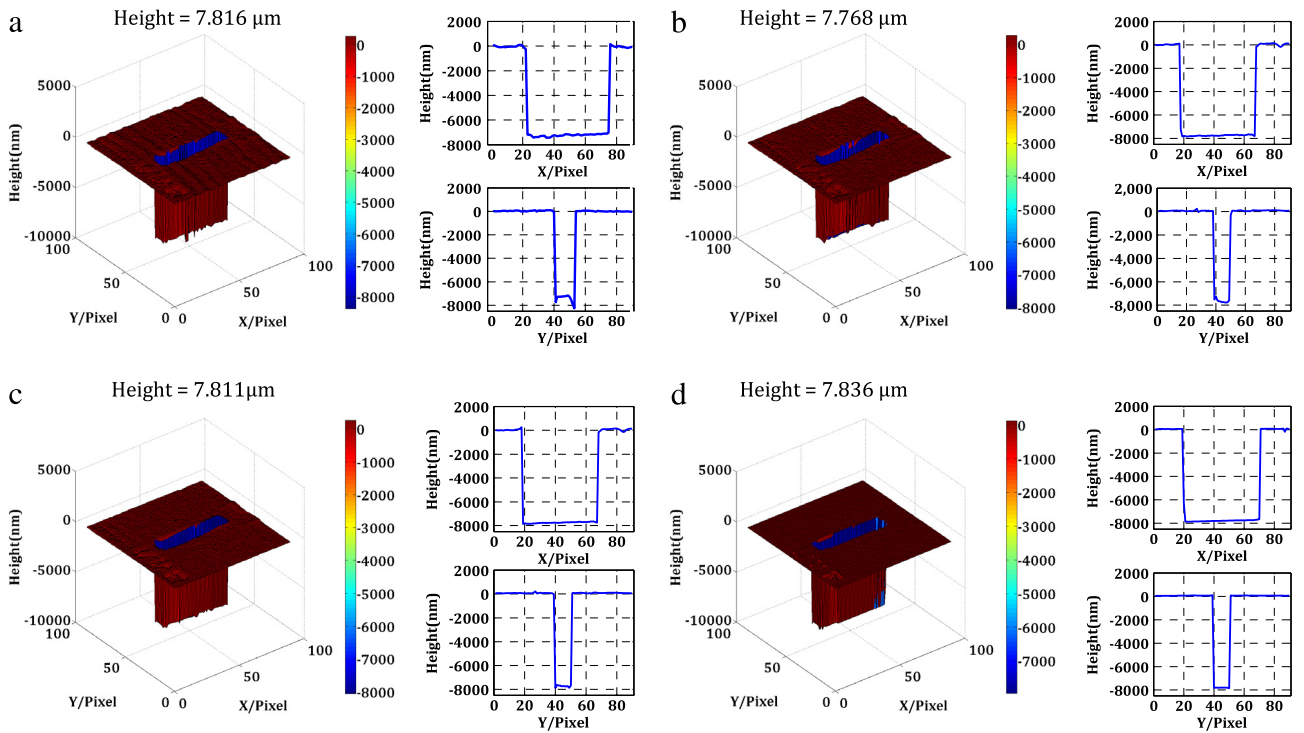 a
Height = 7.816 μm
5000
0
-5000
-10000
Height(nm)
100
50
0
Y/Pixel
0
50
100
X/Pixel
0
-1000
-2000
-3000
-4000
-5000
-6000
-7000
-8000
2000
0
-2000
-4000
-6000
-8000
Height(nm)
0 20 40 60 80
X/Pixel
2000
0
-2000
-4000
-6000
-8000
Height(nm)
0 20 40 60 80
Y/Pixel
b
Height = 7.768 μm
5000
0
-5000
-10000
Height(nm)
100
50
0
Y/Pixel
0
50
100
X/Pixel
0
-1000
-2000
-3000
-4000
-5000
-6000
-7000
-8000
2000
0
-2000
-4000
-6000
-8000
Height(nm)
0 20 40 60 80
X/Pixel
2,000
0
-2,000
-4,000
-6,000
-8,000
Height(nm)
0 20 40 60 80
Y/Pixel
c
Height = 7.811μm
5000
0
-5000
-10000
Height(nm)
100
50
0
Y/Pixel
0
50
100
X/Pixel
0
-1000
-2000
-3000
-4000
-5000
-6000
-7000
-8000
2000
0
-2000
-4000
-6000
-8000
Height(nm)
0 20 40 60 80
X/Pixel
2000
0
-2000
-4000
-6000
-8000
Height(nm)
0 20 40 60 80
Y/Pixel
d
Height = 7.836 μm
5000
0
-5000
-10000
Height(nm)
100
50
0
Y/Pixel
0
50
100
X/Pixel
0
-1000
-2000
-3000
-4000
-5000
-6000
-7000
2000
0
-2000
-4000
-6000
-8000
Height(nm)
0 20 40 60 80
X/Pixel
2000
0
-2000
-4000
-6000
-8000
Height(nm)
0 20 40 60 80
Y/Pixel